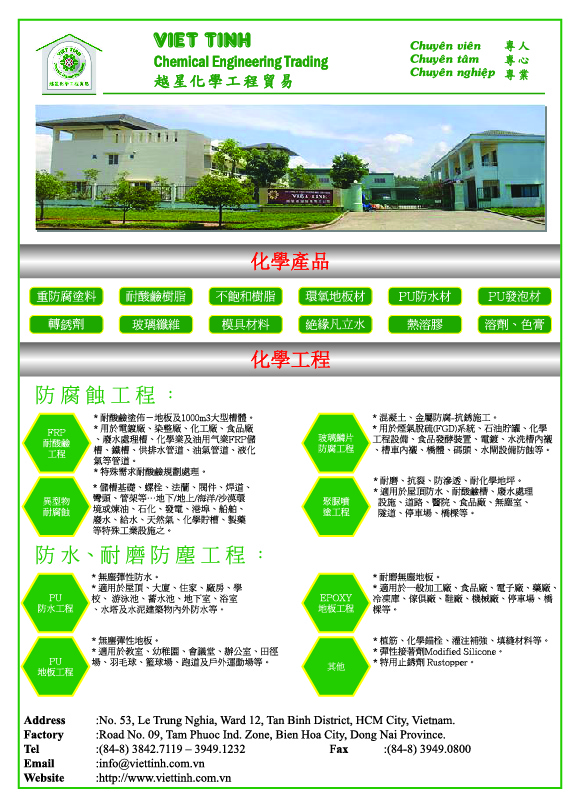 VIET TINH
越星化學工程貿易
VIET TINH
Chemical Engineering Trading
越星化學工程貿易
Chuyên viên 專人
Chuyên tâm 專心
Chuyên nghiệp 專業
VIET TINH
化學產品
重防腐塗料 耐酸鹼樹脂 不飽和樹脂 環氧地板材 PU防水材 PU發泡材
轉銹劑 玻璃纖維 模具材料 絕緣凡立水 熱溶膠 溶劑、色膏
化學工程
防腐蝕工程：
FRP
耐酸鹼
工程
* 耐酸鹼塗佈－地板及1000m3大型槽體。
* 用於電鍍廠、染整廠、化工廠、食品廠
、廢水處理槽、化學業及油用气業FRP儲
槽、鐵槽、供排水管道、油氣管道、液化
氣等管道。
* 特殊需求耐酸鹼規劃處理。
玻璃鱗片
防腐工程
* 混凝土、金屬防腐-抗銹施工。
* 用於煙氣脱硫(FGD)系統、石油貯罐、化學
工程設備、食品發酵裝置、電鍍、水洗槽內襯
、槽車內襯、橋體、碼頭、水閘設備防蝕等。
異型物
耐腐蝕
* 儲槽基礎、螺栓、法蘭、閥件、焊道、
彎頭、管架等…地下/地上/海洋/沙漠環
境或煉油、石化、發電、港埠、船舶、
廢水、給水、天然氣、化學貯槽、製藥
等特殊工業設施之。
聚脲噴
塗工程
* 耐磨、抗裂、防滲透、耐化學地坪。
* 適用於屋頂防水、耐酸鹼槽、廢水處理
設施、道路、醫院、食品廠、無塵室、
隧道、停車場、橋樑等。
防水、耐磨防塵工程：
PU
防水工程
* 無塵彈性防水。
* 適用於屋頂、大廈、住家、廠房、學
校、游泳池、蓄水池、地下室、浴室
、水塔及水泥建築物內外防水等。
EPOXY
地板工程
* 耐磨無塵地板。
* 適用於一般加工廠、食品廠、電子廠、藥廠、
冷凍庫、傢俱廠、鞋廠、機械廠、停車場、橋
樑等。
PU
地板工程
* 無塵彈性地板。
* 適用於教室、幼稚園、會議堂、辦公室、田徑
場、羽毛球、籃球場、跑道及戶外運動場等。
其他
* 植筋、化學錨栓、灌注補強、填縫材料等。
* 彈性接著劑Modified Silicone。
* 特用止銹劑 Rustopper。
Address :No. 53, Le Trung Nghia, Ward 12, Tan Binh District, HCM City, Vietnam.
Factory :Road No. 09, Tam Phuoc Ind. Zone, Bien Hoa City, Dong Nai Province.
Tel :(84-8) 3842.7119 – 3949.1232 Fax :(84-8) 3949.0800
Email :info@viettinh.com.vn
Website :http://www.viettinh.com.vn